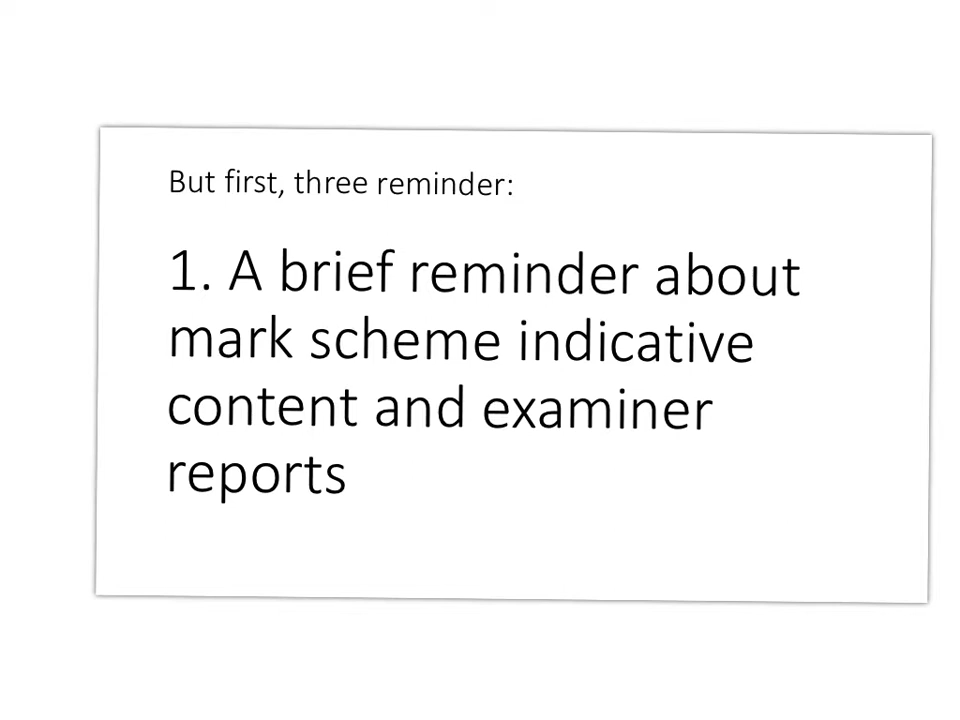 But first, three reminder:
1. A brief reminder about
mark scheme indicative
content and examiner
reports